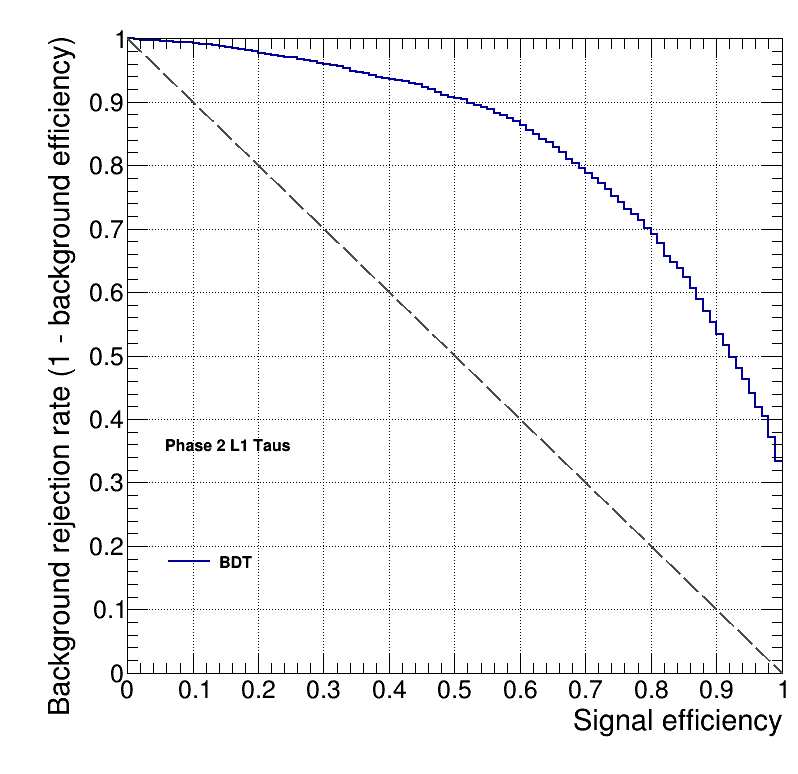 Background rejection rate (1 - background efficiency)
1
0.9
0.8
0.7
0.6
0.5
0.4
0.3
0.2
0.1
0
Phase 2 L1 Taus
BDT
0 0.1 0.2 0.3 0.4 0.5 0.6 0.7 0.8 0.9 1
Signal efficiency